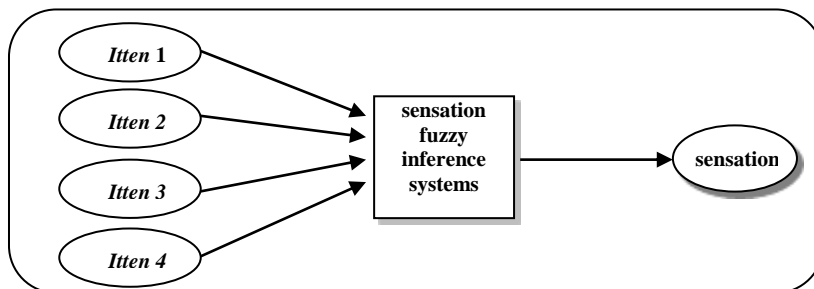 Itten 1
Itten 2
Itten 3
Itten 4
sensation
fuzzy
inference
systems
sensation